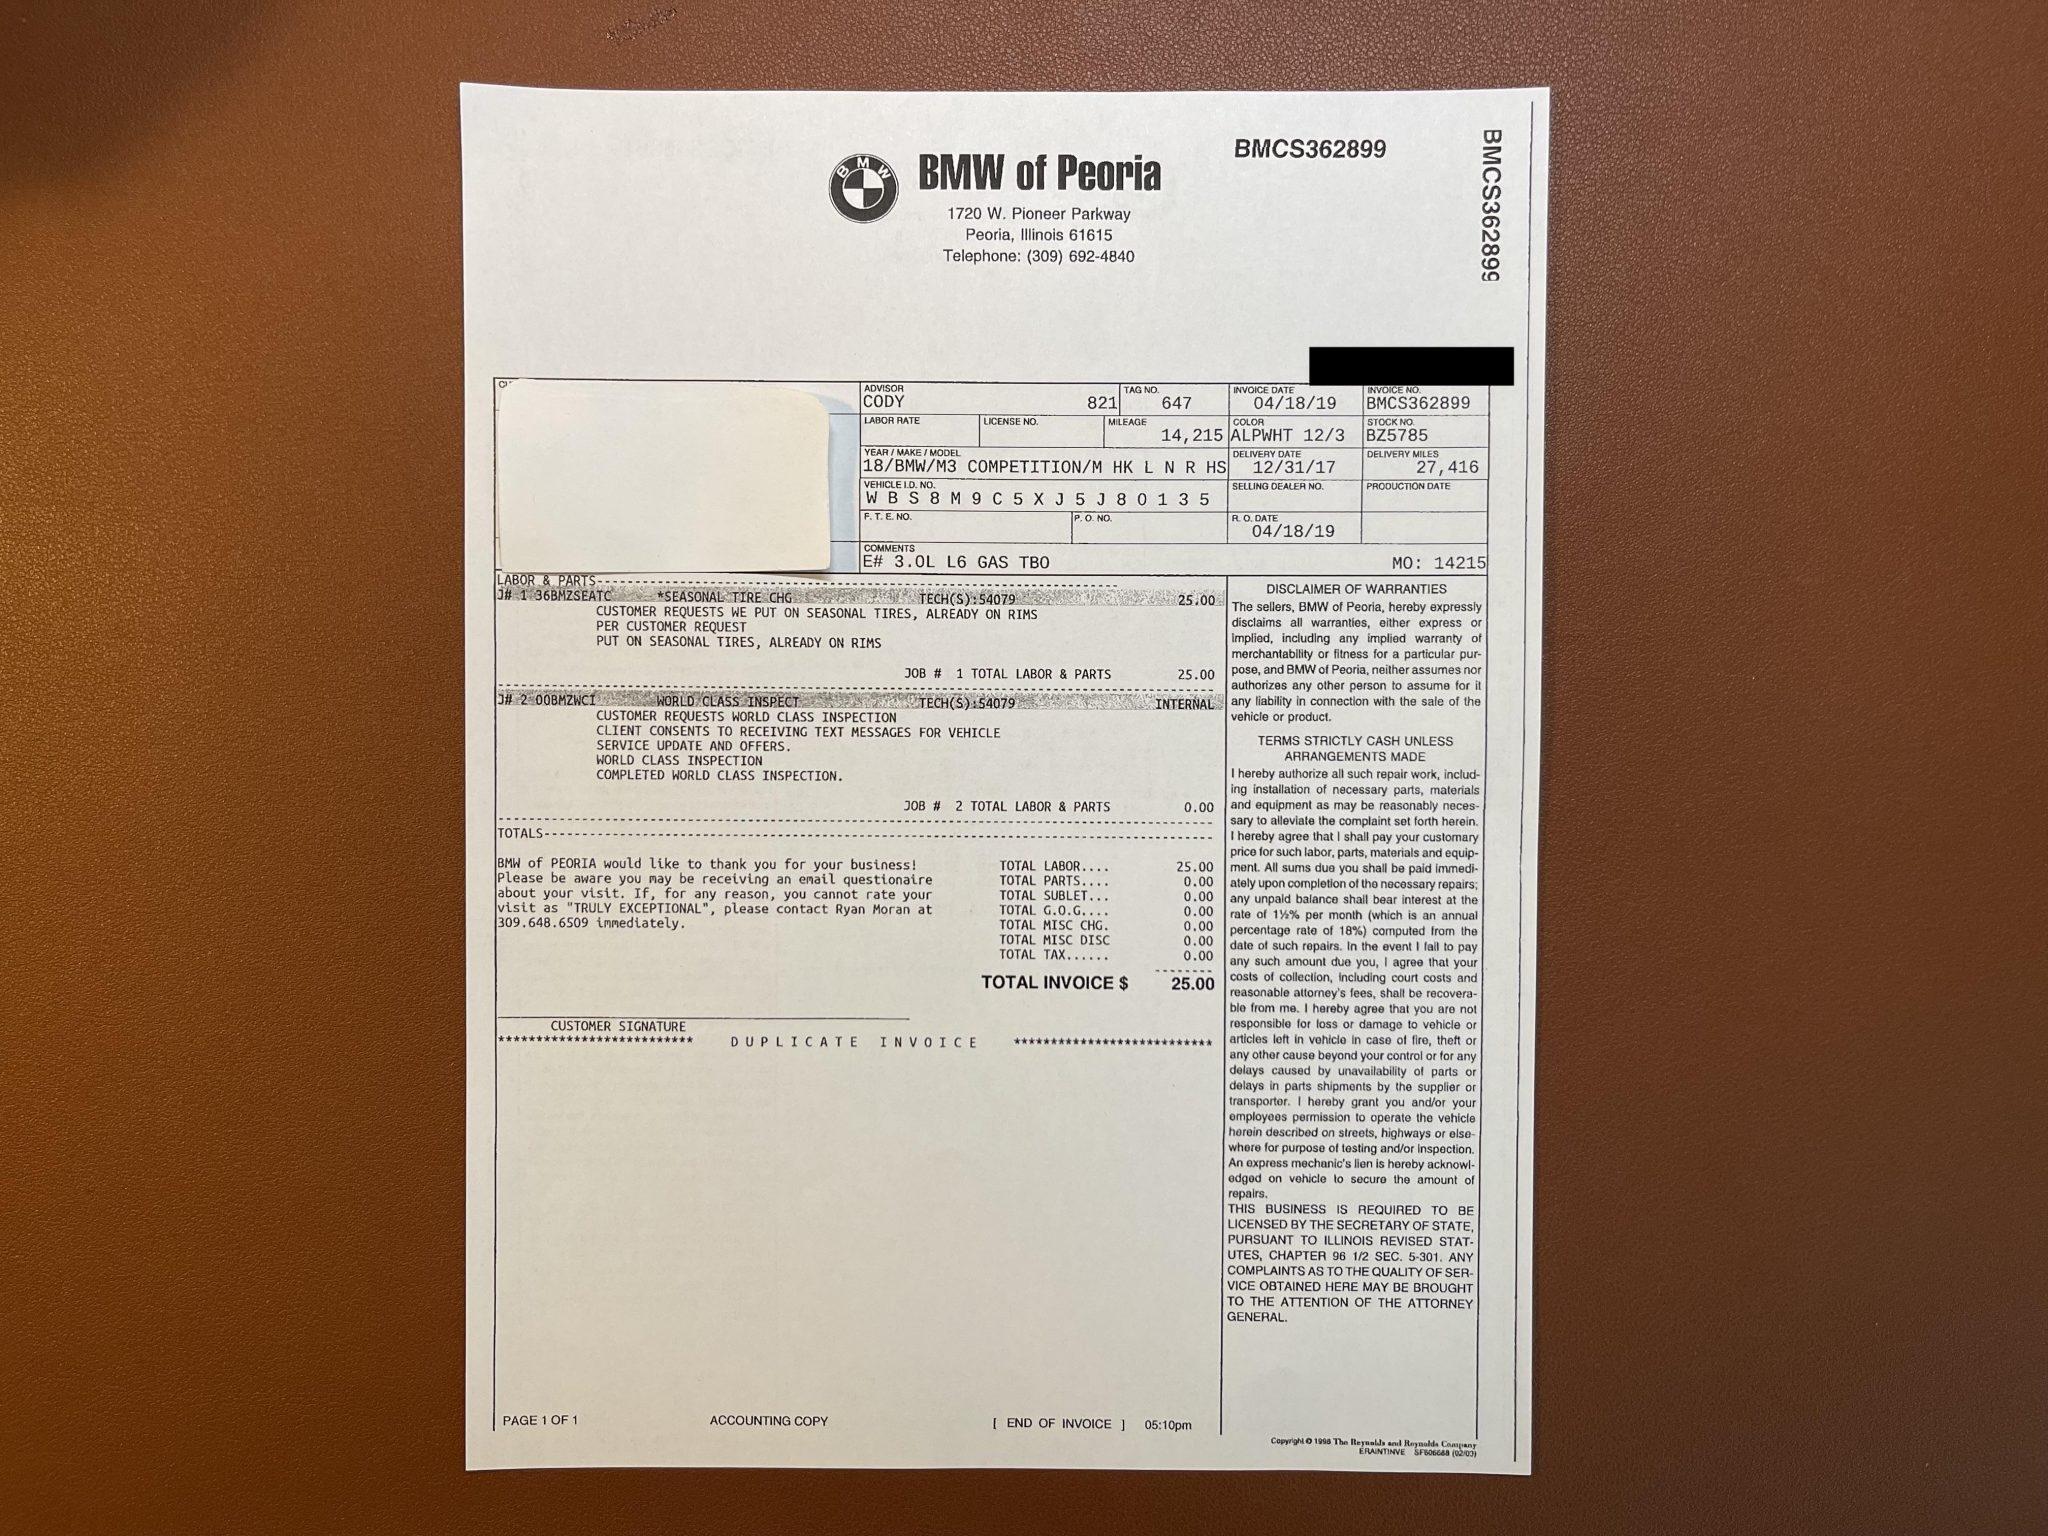 BMW of Peoria
1720 W. Pioneer Parkway
Peoria, Illinois 61615
Telephone: (309) 692-4840
BMCS362899
BMCS362899
BMW
ADVISOR
CODY 821
TAG NO.
647
INVOICE DATE
04/18/19
INVOICE NO.
BMCS362899
LABOR RATE
LICENSE NO.
MILEAGE
14,215
COLOR
ALPWHT 12/3
STOCK NO.
BZ5785
YEAR / MAKE / MODEL
18/BMW/M3 COMPETITION/M HK L N R HS
DELIVERY DATE
12/31/17
DELIVERY MILES
27,416
VEHICLE I.D. NO.
W B S 8 M 9 C 5 X J 5 J 8 0 1 3 5
SELLING DEALER NO.
PRODUCTION DATE
F. T. E. NO.
P. O. NO.
R. O. DATE
04/18/19
COMMENTS
E# 3.0L L6 GAS TBO MO: 14215
LABOR & PARTS
J# 1 36BMZSEATC *SEASONAL TIRE CHG TECH(S):54079 25.00
CUSTOMER REQUESTS WE PUT ON SEASONAL TIRES, ALREADY ON RIMS
PER CUSTOMER REQUEST
PUT ON SEASONAL TIRES, ALREADY ON RIMS
JOB # 1 TOTAL LABOR & PARTS 25.00
J# 2 00BMZWCI WORLD CLASS INSPECT TECH(S):54079 INTERNAL
CUSTOMER REQUESTS WORLD CLASS INSPECTION
CLIENT CONSENTS TO RECEIVING TEXT MESSAGES FOR VEHICLE
SERVICE UPDATE AND OFFERS.
WORLD CLASS INSPECTION
COMPLETED WORLD CLASS INSPECTION.
JOB # 2 TOTAL LABOR & PARTS 0.00
TOTALS
BMW of PEORIA would like to thank you for your business!
Please be aware you may be receiving an email questionaire
about your visit. If, for any reason, you cannot rate your
visit as "TRULY EXCEPTIONAL", please contact Ryan Moran at
309.648.6509 immediately.
TOTAL LABOR.... 25.00
TOTAL PARTS.... 0.00
TOTAL SUBLET... 0.00
TOTAL G.O.G.... 0.00
TOTAL MISC CHG. 0.00
TOTAL MISC DISC 0.00
TOTAL TAX...... 0.00
TOTAL INVOICE $ 25.00
CUSTOMER SIGNATURE
************************** DUPLICATE INVOICE **************************
DISCLAIMER OF WARRANTIES
The sellers, BMW of Peoria, hereby expressly
disclaims all warranties, either express or
implied, including any implied warranty of
merchantability or fitness for a particular pur-
pose, and BMW of Peoria, neither assumes nor
authorizes any other person to assume for it
any liability in connection with the sale of the
vehicle or product.
TERMS STRICTLY CASH UNLESS
ARRANGEMENTS MADE
I hereby authorize all such repair work, includ-
ing installation of necessary parts, materials
and equipment as may be reasonably neces-
sary to alleviate the complaint set forth herein.
I hereby agree that I shall pay your customary
price for such labor, parts, materials and equip-
ment. All sums due you shall be paid immedi-
ately upon completion of the necessary repairs;
any unpaid balance shall bear interest at the
rate of 1½% per month (which is an annual
percentage rate of 18%) computed from the
date of such repairs. In the event I fail to pay
any such amount due you, I agree that your
costs of collection, including court costs and
reasonable attorney's fees, shall be recovera-
ble from me. I hereby agree that you are not
responsible for loss or damage to vehicle or
articles left in vehicle in case of fire, theft or
any other cause beyond your control or for any
delays caused by unavailability of parts or
delays in parts shipments by the supplier or
transporter. I hereby grant you and/or your
employees permission to operate the vehicle
herein described on streets, highways or else-
where for purpose of testing and/or inspection.
An express mechanic's lien is hereby acknowl-
edged on vehicle to secure the amount of
repairs.
THIS BUSINESS IS REQUIRED TO BE
LICENSED BY THE SECRETARY OF STATE,
PURSUANT TO ILLINOIS REVISED STAT-
UTES, CHAPTER 96 1/2 SEC. 5-301. ANY
COMPLAINTS AS TO THE QUALITY OF SER-
VICE OBTAINED HERE MAY BE BROUGHT
TO THE ATTENTION OF THE ATTORNEY
GENERAL.
PAGE 1 OF 1 ACCOUNTING COPY [ END OF INVOICE ] 05:10pm
Copyright © 1998 The Reynolds and Reynolds Company
ERAINTINVE SF606688 (02/03)